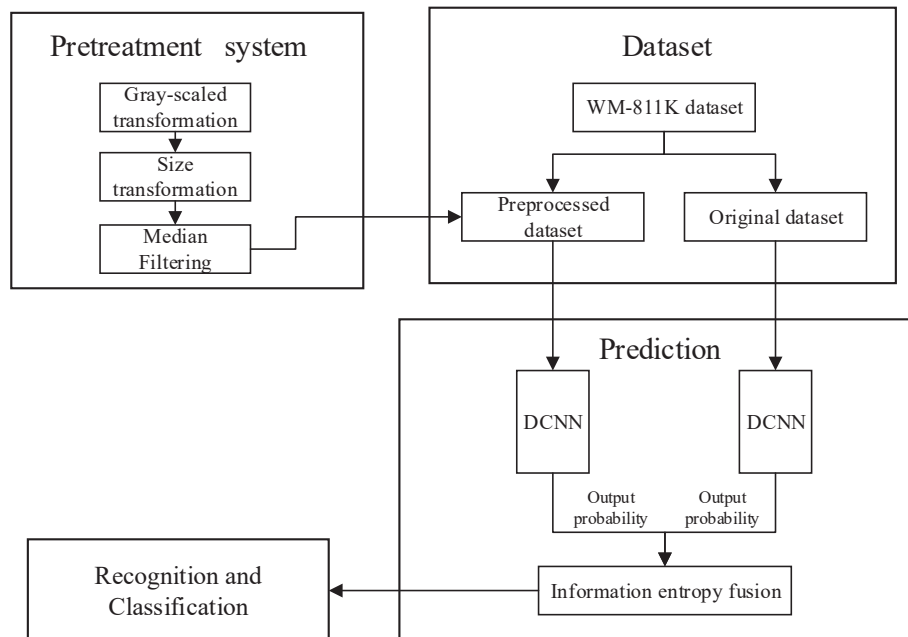 Pretreatment system
Gray-scaled
transformation
Size
transformation
Median
Filtering
Dataset
WM-811K dataset
Preprocessed
dataset
Original dataset
Prediction
DCNN
DCNN
Output
probability
Output
probability
Information entropy fusion
Recognition and
Classification